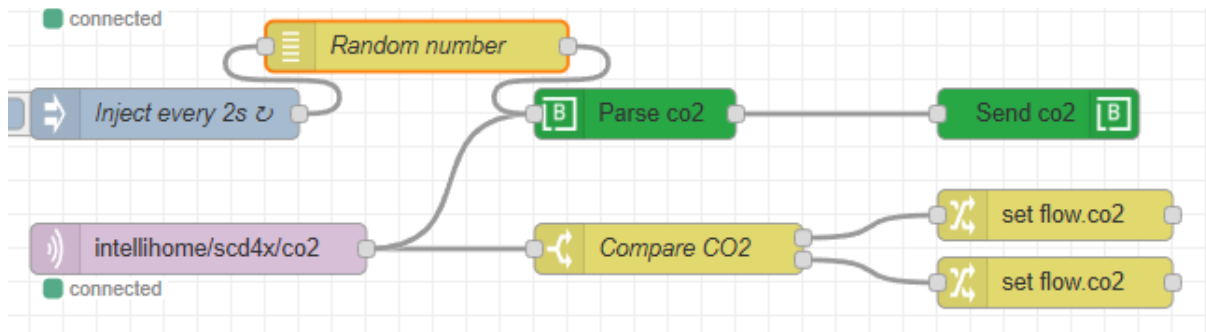 connected
Random number
Inject every 2s ↻
B Parse co2
Send co2 B
intellihome/scd4x/co2
Compare CO2
set flow.co2
set flow.co2
connected